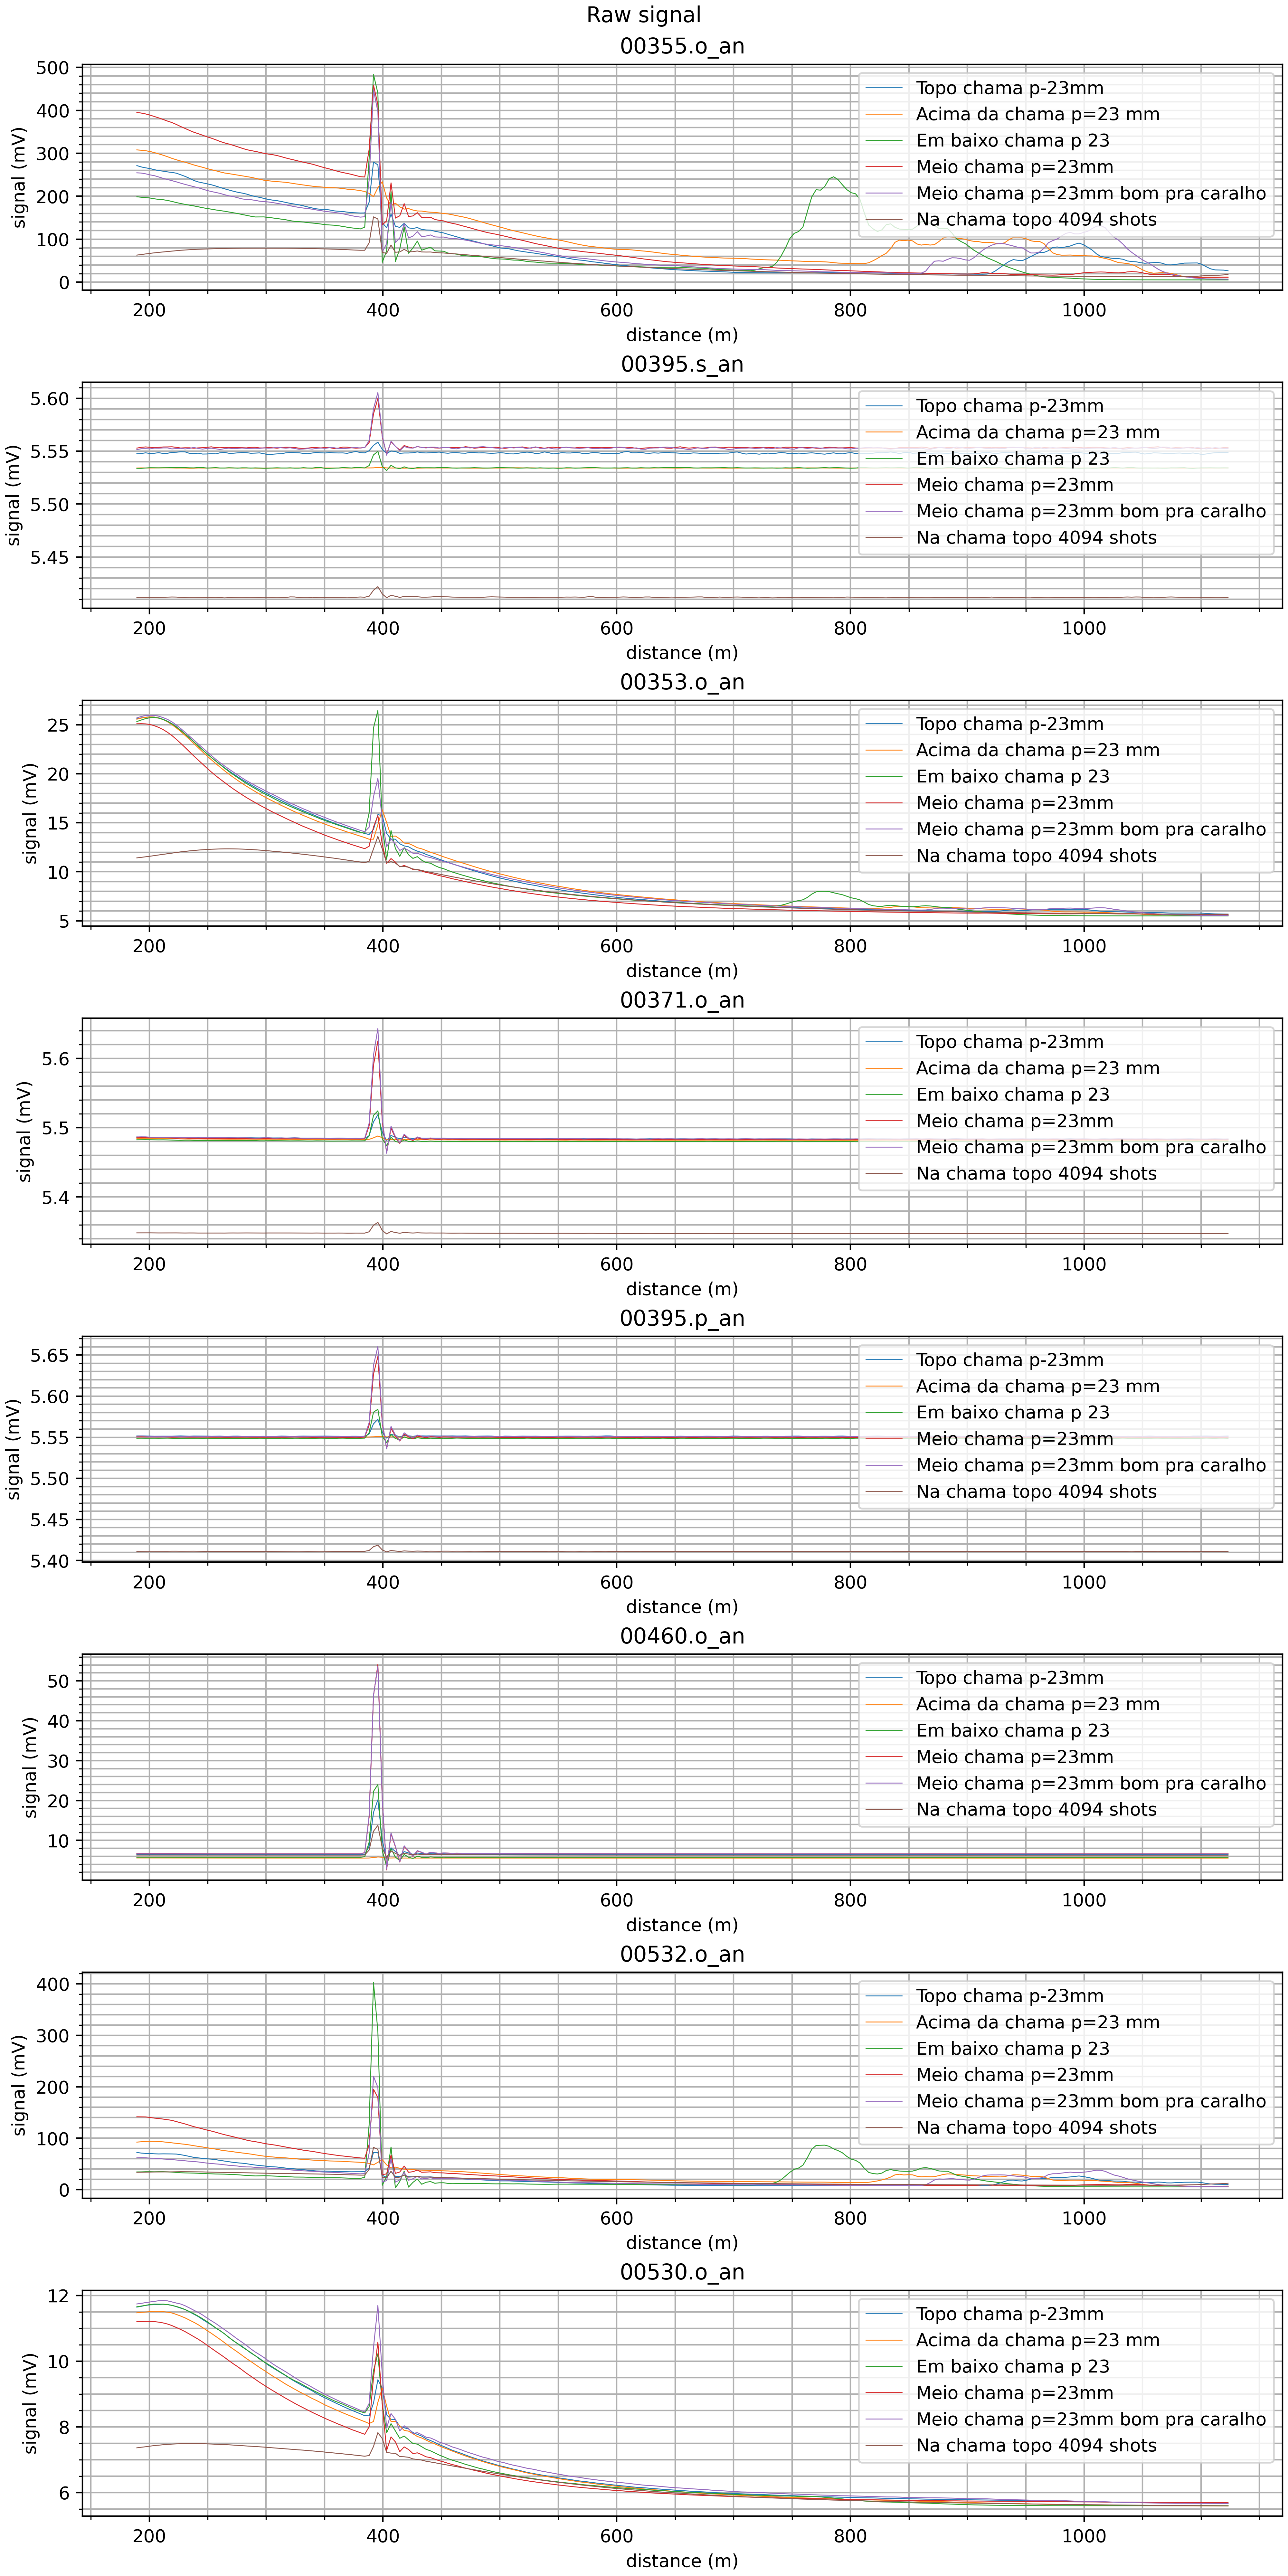 Raw signal
00355.o_an
500
400
300
200
100
0
signal (mV)
Topo chama p-23mm
Acima da chama p=23 mm
Em baixo chama p 23
Meio chama p=23mm
Meio chama p=23mm bom pra caralho
Na chama topo 4094 shots
200 400 600 800 1000
distance (m)
00395.s_an
5.60
5.55
5.50
5.45
signal (mV)
Topo chama p-23mm
Acima da chama p=23 mm
Em baixo chama p 23
Meio chama p=23mm
Meio chama p=23mm bom pra caralho
Na chama topo 4094 shots
200 400 600 800 1000
distance (m)
00353.o_an
25
20
15
10
5
signal (mV)
Topo chama p-23mm
Acima da chama p=23 mm
Em baixo chama p 23
Meio chama p=23mm
Meio chama p=23mm bom pra caralho
Na chama topo 4094 shots
200 400 600 800 1000
distance (m)
00371.o_an
5.6
5.5
5.4
signal (mV)
Topo chama p-23mm
Acima da chama p=23 mm
Em baixo chama p 23
Meio chama p=23mm
Meio chama p=23mm bom pra caralho
Na chama topo 4094 shots
200 400 600 800 1000
distance (m)
00395.p_an
5.65
5.60
5.55
5.50
5.45
5.40
signal (mV)
Topo chama p-23mm
Acima da chama p=23 mm
Em baixo chama p 23
Meio chama p=23mm
Meio chama p=23mm bom pra caralho
Na chama topo 4094 shots
200 400 600 800 1000
distance (m)
00460.o_an
50
40
30
20
10
signal (mV)
Topo chama p-23mm
Acima da chama p=23 mm
Em baixo chama p 23
Meio chama p=23mm
Meio chama p=23mm bom pra caralho
Na chama topo 4094 shots
200 400 600 800 1000
distance (m)
00532.o_an
400
300
200
100
0
signal (mV)
Topo chama p-23mm
Acima da chama p=23 mm
Em baixo chama p 23
Meio chama p=23mm
Meio chama p=23mm bom pra caralho
Na chama topo 4094 shots
200 400 600 800 1000
distance (m)
00530.o_an
12
10
8
6
signal (mV)
Topo chama p-23mm
Acima da chama p=23 mm
Em baixo chama p 23
Meio chama p=23mm
Meio chama p=23mm bom pra caralho
Na chama topo 4094 shots
200 400 600 800 1000
distance (m)